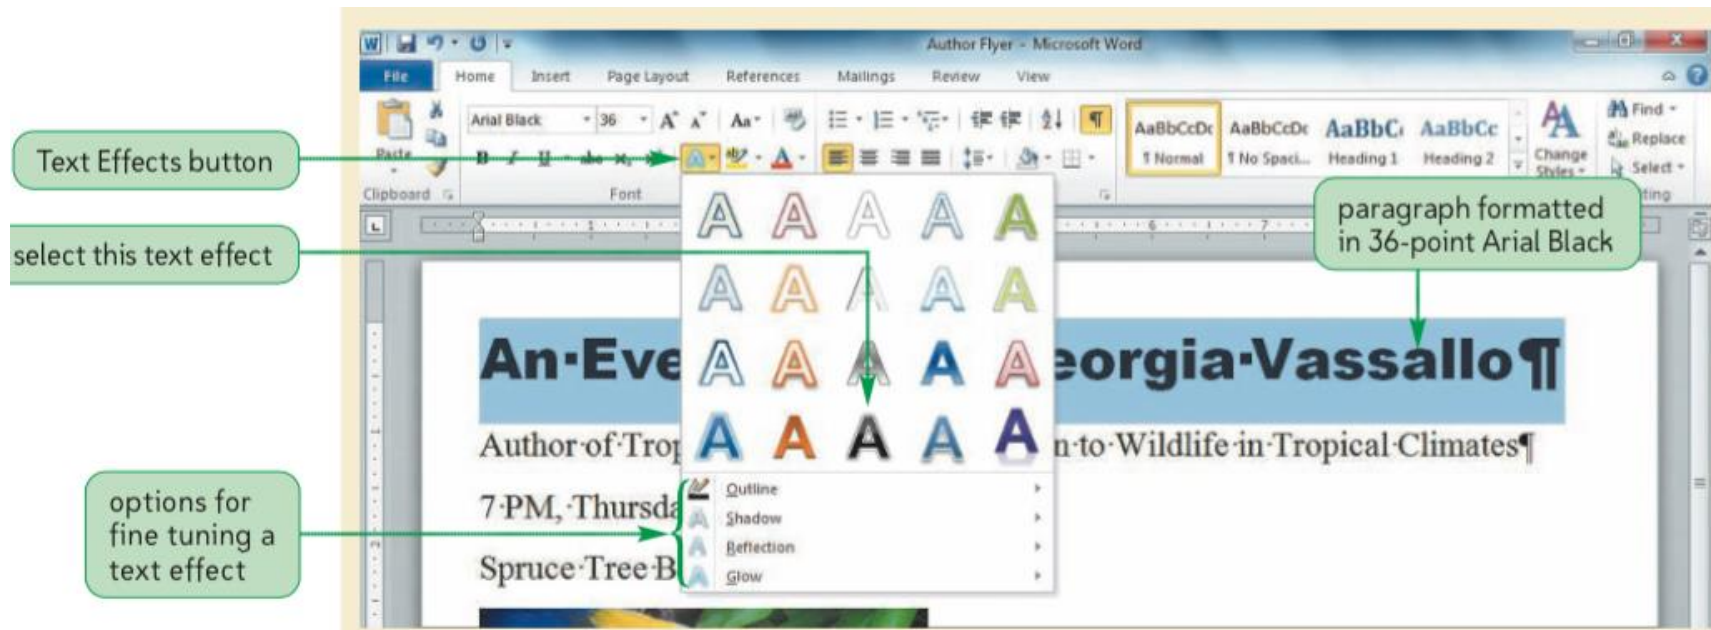 Author Flyer - Microsoft Word
File Home Insert Page Layout References Mailings Review View
Arial Black 36 Aa
AaBbCcDc AaBbCcDc AaBbC AaBbCc
¶ Normal ¶ No Spaci... Heading 1 Heading 2
Change
Styles
Find
Replace
Select
Paste
Clipboard Font
Text Effects button
select this text effect
paragraph formatted
in 36-point Arial Black
An·Eve eorgia·Vassallo¶
Author·of·Trop n·to·Wildlife·in·Tropical·Climates¶
7·PM,·Thursda
Spruce·Tree·B
Outline
Shadow
Reflection
Glow
options for
fine tuning a
text effect